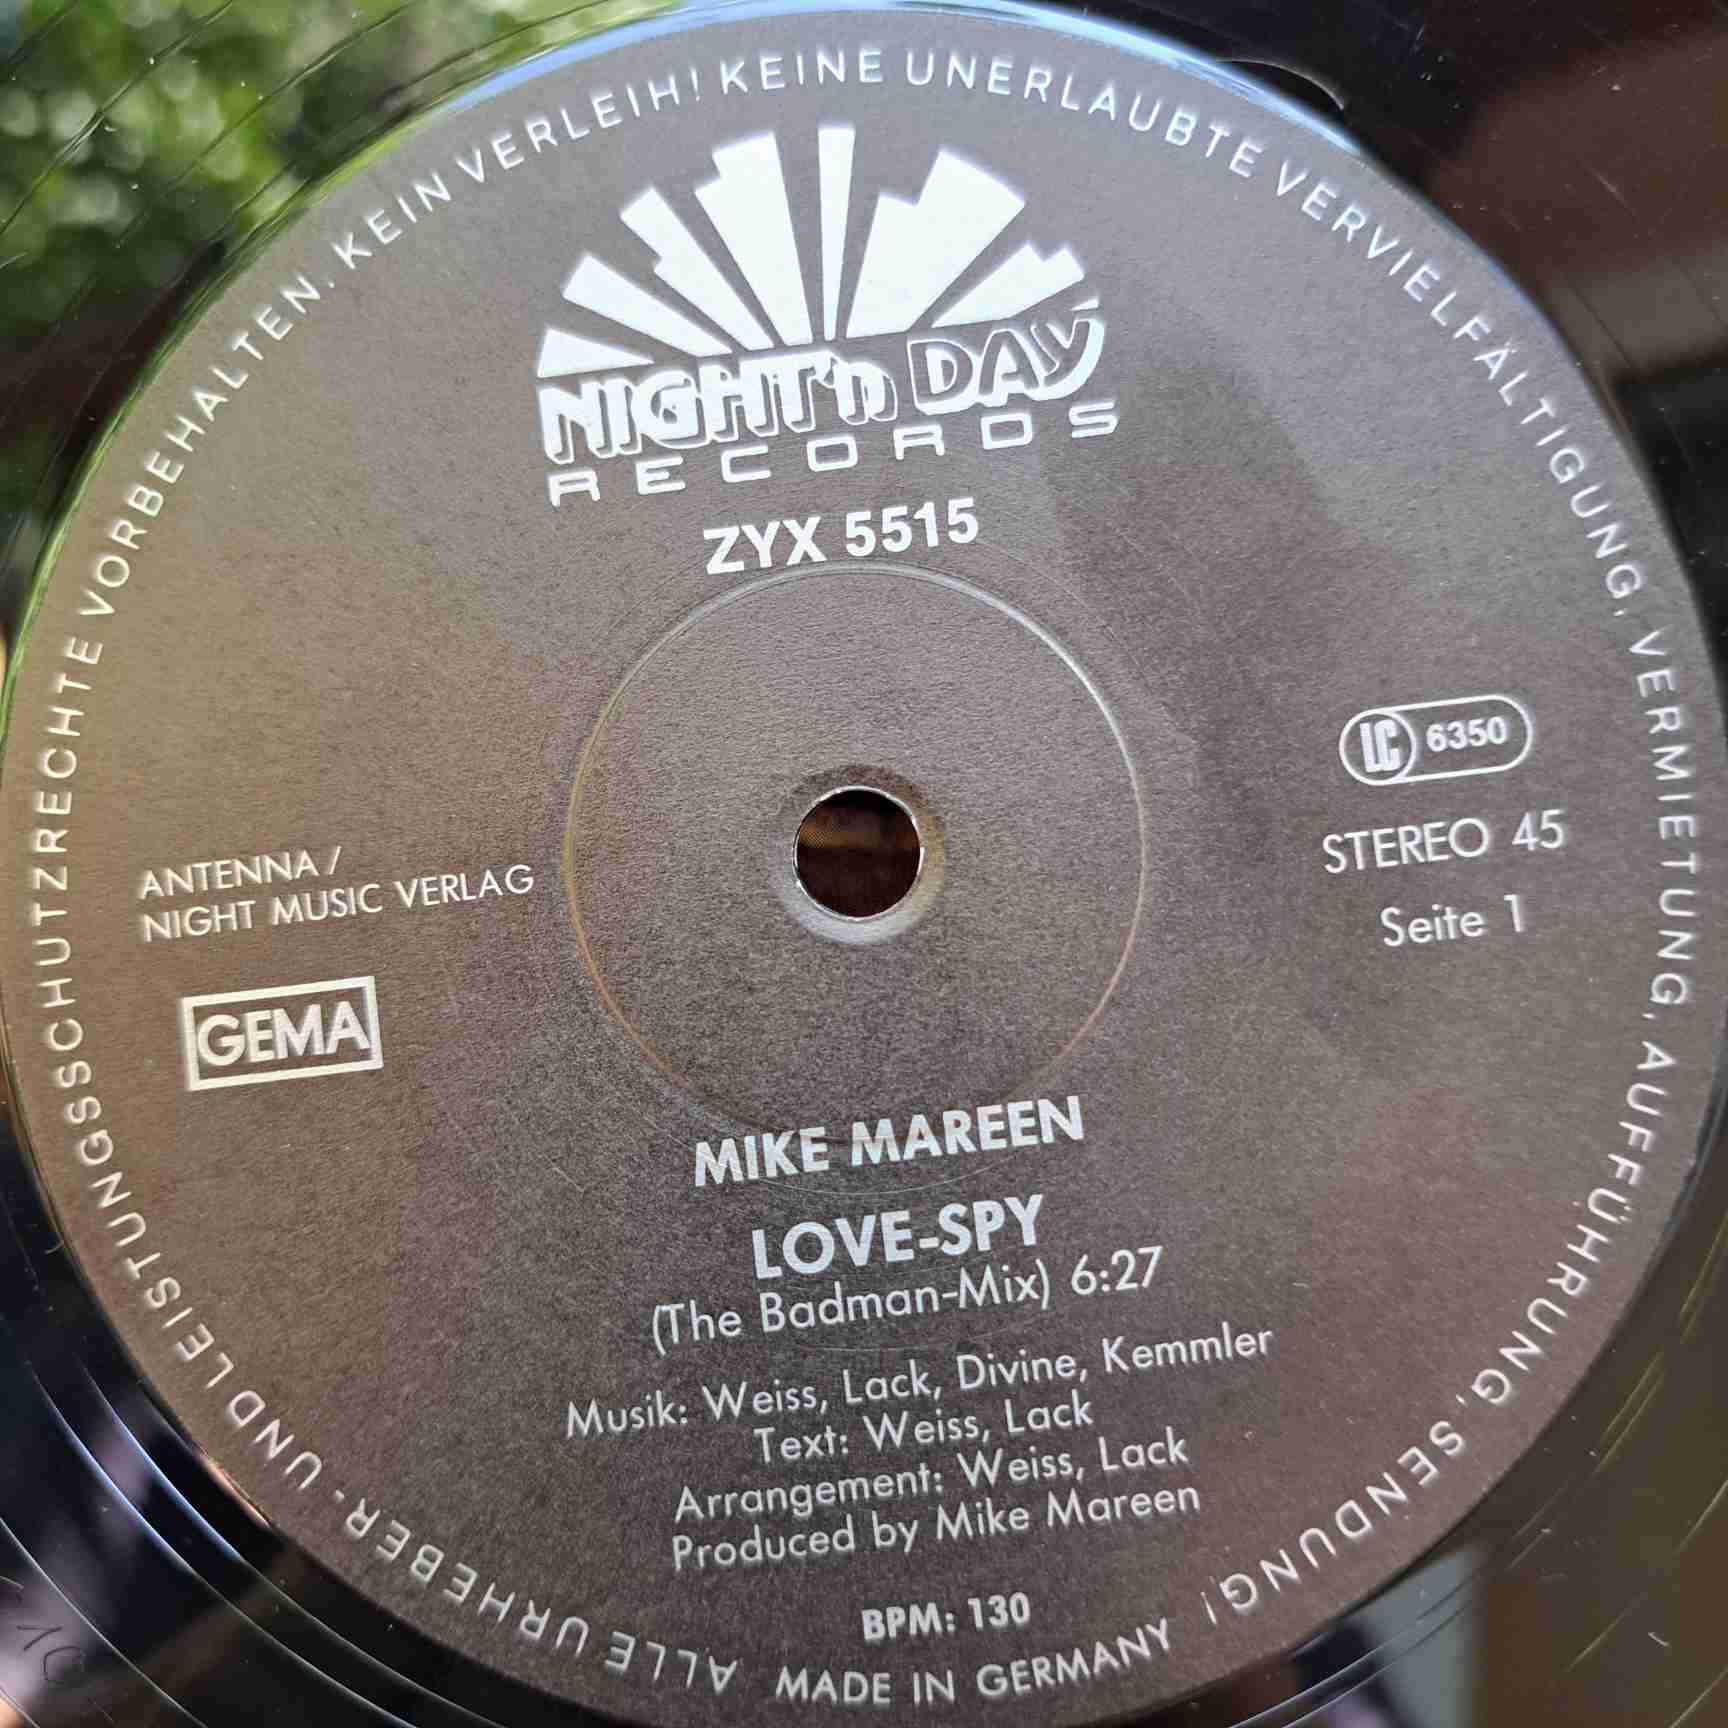 ALLE URHEBER- UND LEISTUNGSSCHUTZRECHTE VORBEHALTEN. KEIN VERLEIH! KEINE UNERLAUBTE VERVIELFÄLTIGUNG, VERMIETUNG, AUFFÜHRUNG, SENDUNG!
NIGHT'n DAY
RECORDS
ZYX 5515
LC 6350
STEREO 45
Seite 1
ANTENNA/
NIGHT MUSIC VERLAG
GEMA
MIKE MAREEN
LOVE-SPY
(The Badman-Mix) 6:27
Musik: Weiss, Lack, Divine, Kemmler
Text: Weiss, Lack
Arrangement: Weiss, Lack
Produced by Mike Mareen
BPM: 130
MADE IN GERMANY